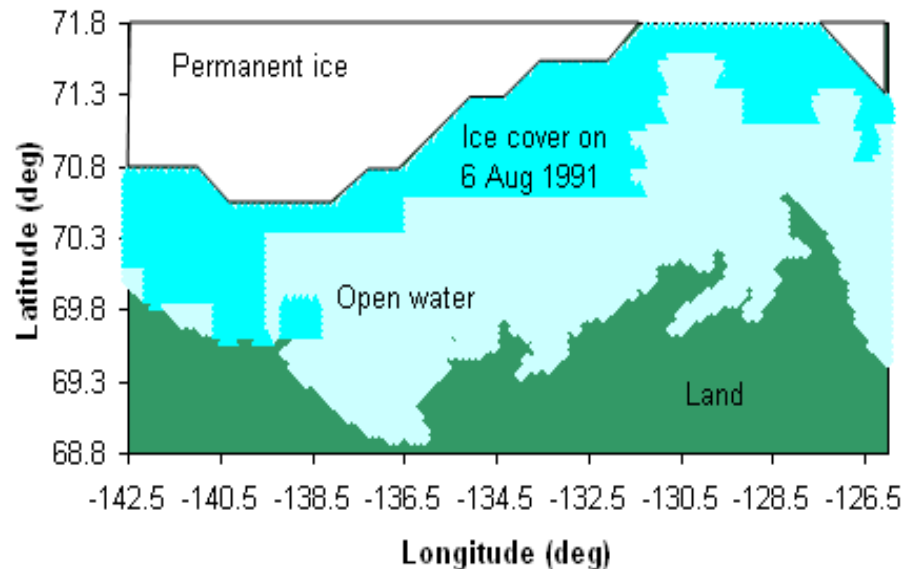 71.8
71.3
70.8
70.3
69.8
69.3
68.8
Latitude (deg)
Permanent ice
Ice cover on
6 Aug 1991
Open water
Land
-142.5 -140.5 -138.5 -136.5 -134.5 -132.5 -130.5 -128.5 -126.5
Longitude (deg)